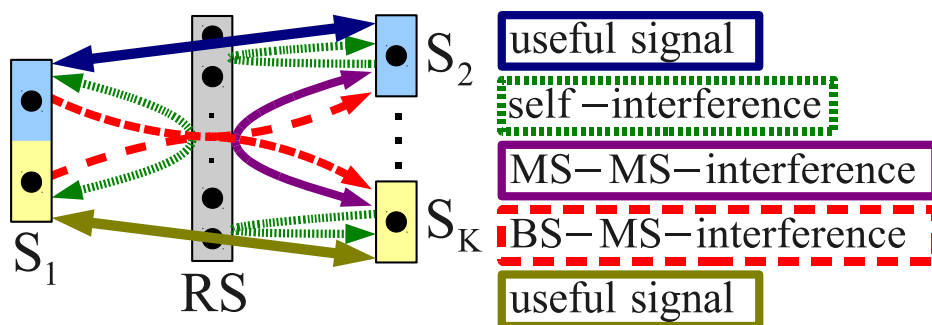 S1
RS
S2
SK
useful signal
self-interference
MS-MS-interference
BS-MS-interference
useful signal